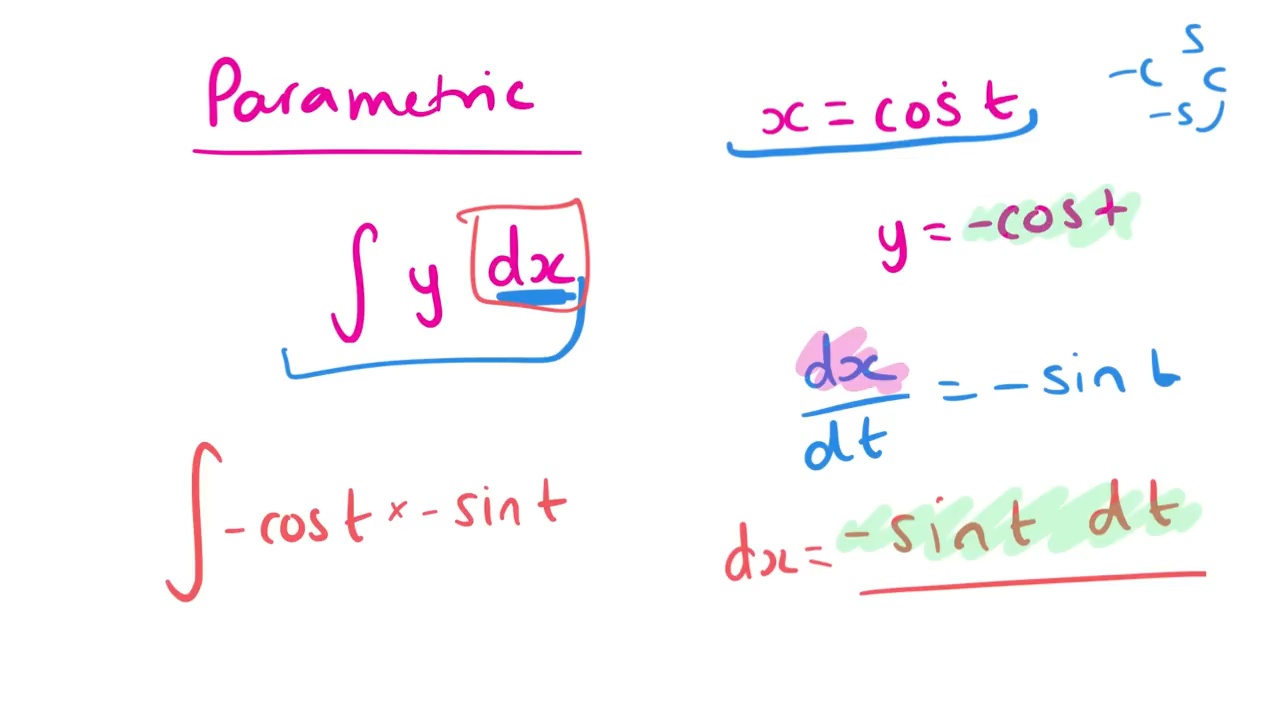 Parametric
∫ y dx
∫ -cos t × -sin t
x = cos t
y = -cos t
dx/dt = -sin t
dx = -sin t dt
S
-C C
-S